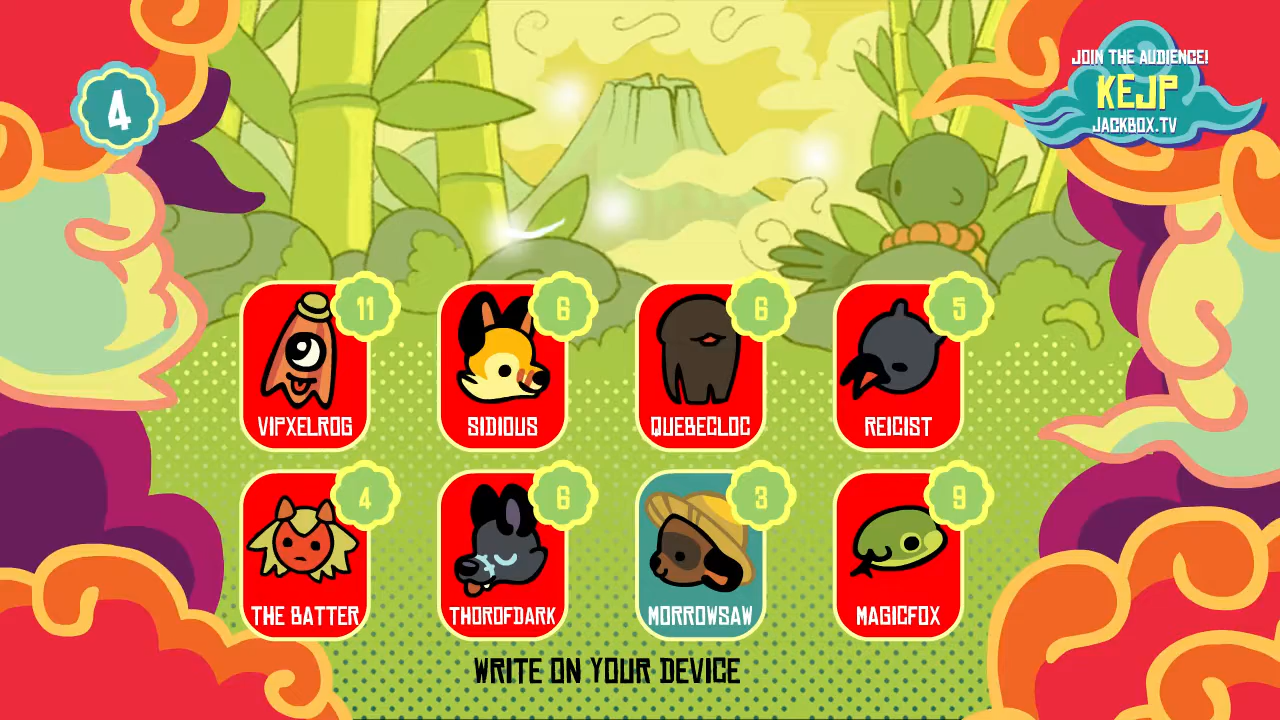 4
JOIN THE AUDIENCE!
KEJP
JACKBOX.TV
11
6
6
5
VIPXELROG
SIDIOUS
QUEBECLOC
REICIST
4
6
3
9
THE BATTER
THOROFDARK
MORROWSAW
MAGICFOX
WRITE ON YOUR DEVICE